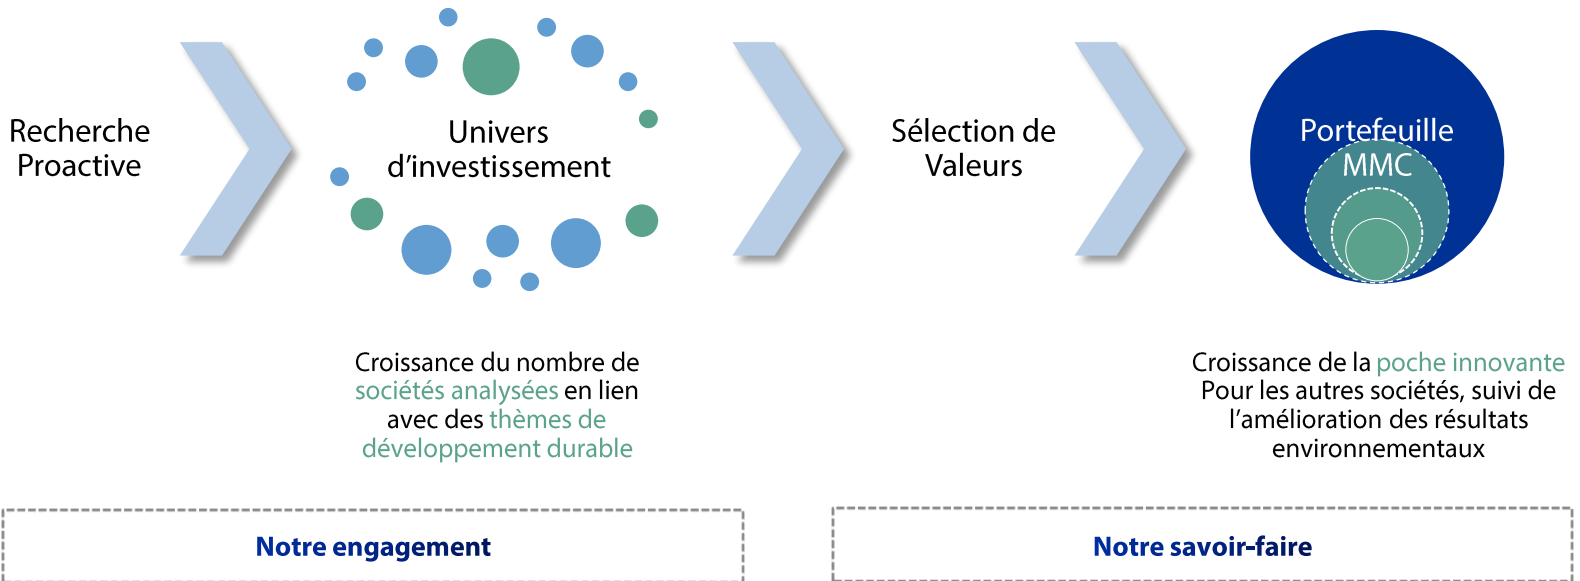 Recherche
Proactive
Univers
d’investissement
Sélection de
Valeurs
Portefeuille
MMC
Croissance du nombre de
sociétés analysées en lien
avec des thèmes de
développement durable
Croissance de la poche innovante
Pour les autres sociétés, suivi de
l’amélioration des résultats
environnementaux
Notre engagement
Notre savoir-faire